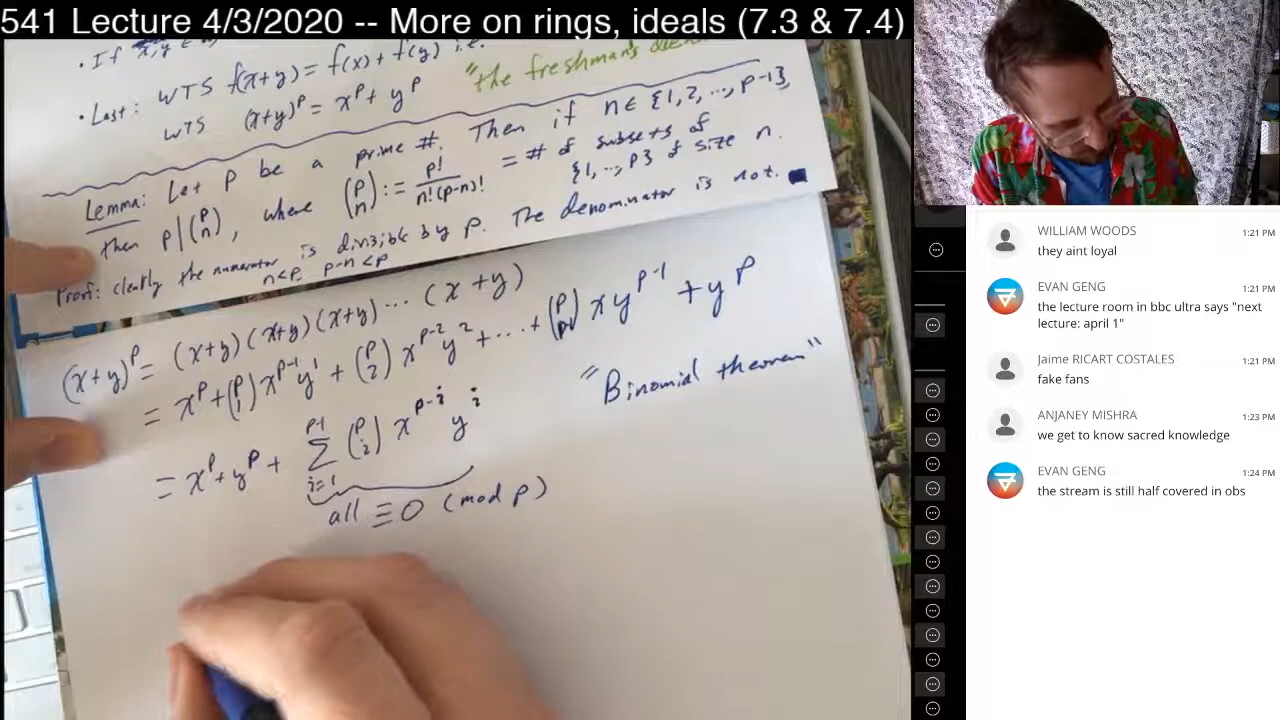 541 Lecture 4/3/2020 -- More on rings, ideals (7.3 & 7.4)
• If x, y ∈
• Last: WTS f(x+y) = f(x) + f(y) i.e.
WTS (x+y)^p = x^p + y^p "the freshman's
Lemma: Let p be a prime #. Then if n ∈ {1, 2, ..., p-1},
then p | (p n), where (p n) := p! / n!(p-n)! = # of subsets of {1, ..., p} of size n.
Proof: clearly the numerator is divisible by p. The denominator is not.
n<p, p-n<p
(x+y)^p = (x+y)(x+y)(x+y) ... (x+y)
= x^p + (p 1) x^{p-1} y^1 + (p 2) x^{p-2} y^2 + ... + (p p-1) x y^{p-1} + y^p
"Binomial theorem"
= x^p + y^p + Σ_{i=1}^{p-1} (p i) x^{p-i} y^i
all ≡ 0 (mod p)
WILLIAM WOODS 1:21 PM
they aint loyal
EVAN GENG 1:21 PM
the lecture room in bbc ultra says "next
lecture: april 1"
Jaime RICART COSTALES 1:21 PM
fake fans
ANJANEY MISHRA 1:23 PM
we get to know sacred knowledge
EVAN GENG 1:24 PM
the stream is still half covered in obs